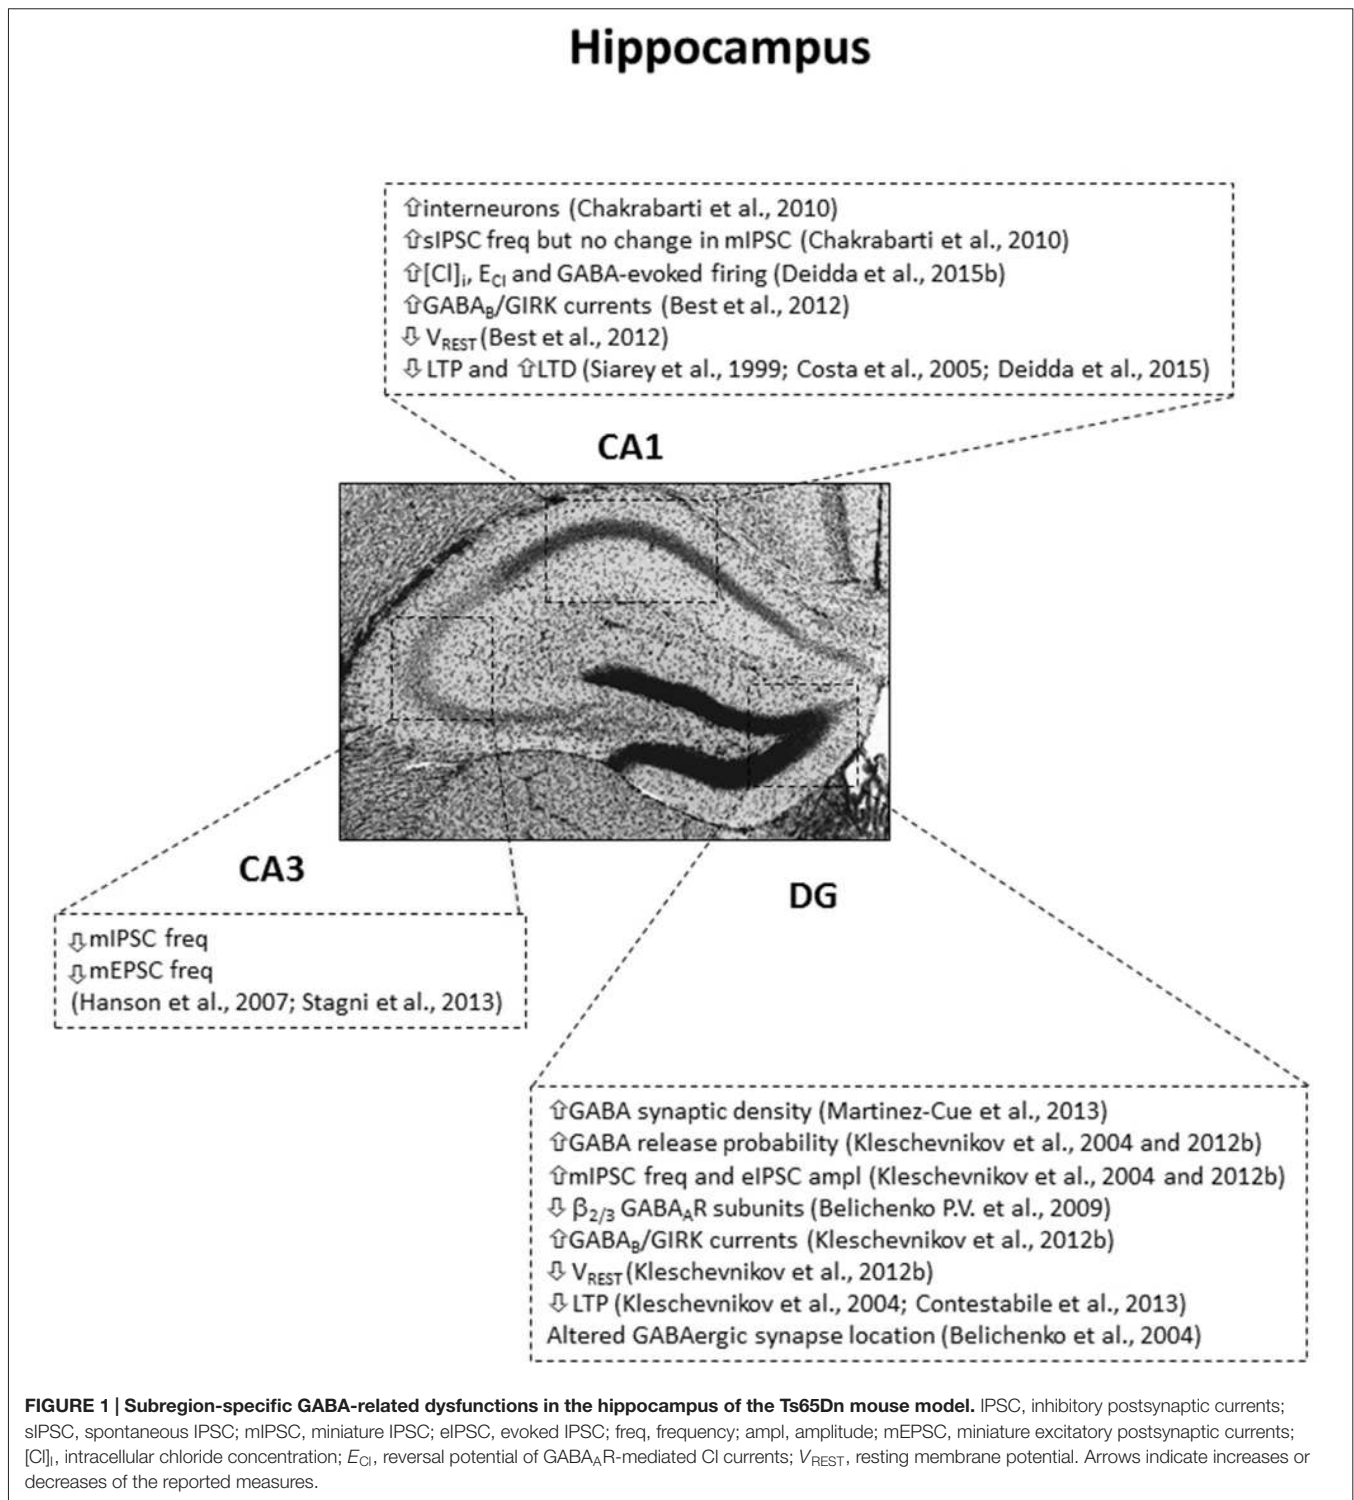 Hippocampus
⇧interneurons (Chakrabarti et al., 2010)
⇧sIPSC freq but no change in mIPSC (Chakrabarti et al., 2010)
⇧[Cl]i, ECl and GABA-evoked firing (Deidda et al., 2015b)
⇧GABAB/GIRK currents (Best et al., 2012)
⇩ VREST (Best et al., 2012)
⇩ LTP and ⇧LTD (Siarey et al., 1999; Costa et al., 2005; Deidda et al., 2015)
CA1
CA3
⇩mIPSC freq
⇩mEPSC freq
(Hanson et al., 2007; Stagni et al., 2013)
DG
⇧GABA synaptic density (Martinez-Cue et al., 2013)
⇧GABA release probability (Kleschevnikov et al., 2004 and 2012b)
⇧mIPSC freq and eIPSC ampl (Kleschevnikov et al., 2004 and 2012b)
⇩ β2/3 GABAAR subunits (Belichenko P.V. et al., 2009)
⇧GABAB/GIRK currents (Kleschevnikov et al., 2012b)
⇩ VREST (Kleschevnikov et al., 2012b)
⇩ LTP (Kleschevnikov et al., 2004; Contestabile et al., 2013)
Altered GABAergic synapse location (Belichenko et al., 2004)
FIGURE 1 | Subregion-specific GABA-related dysfunctions in the hippocampus of the Ts65Dn mouse model. IPSC, inhibitory postsynaptic currents;
sIPSC, spontaneous IPSC; mIPSC, miniature IPSC; eIPSC, evoked IPSC; freq, frequency; ampl, amplitude; mEPSC, miniature excitatory postsynaptic currents;
[Cl]i, intracellular chloride concentration; ECl, reversal potential of GABAAR-mediated Cl currents; VREST, resting membrane potential. Arrows indicate increases or
decreases of the reported measures.